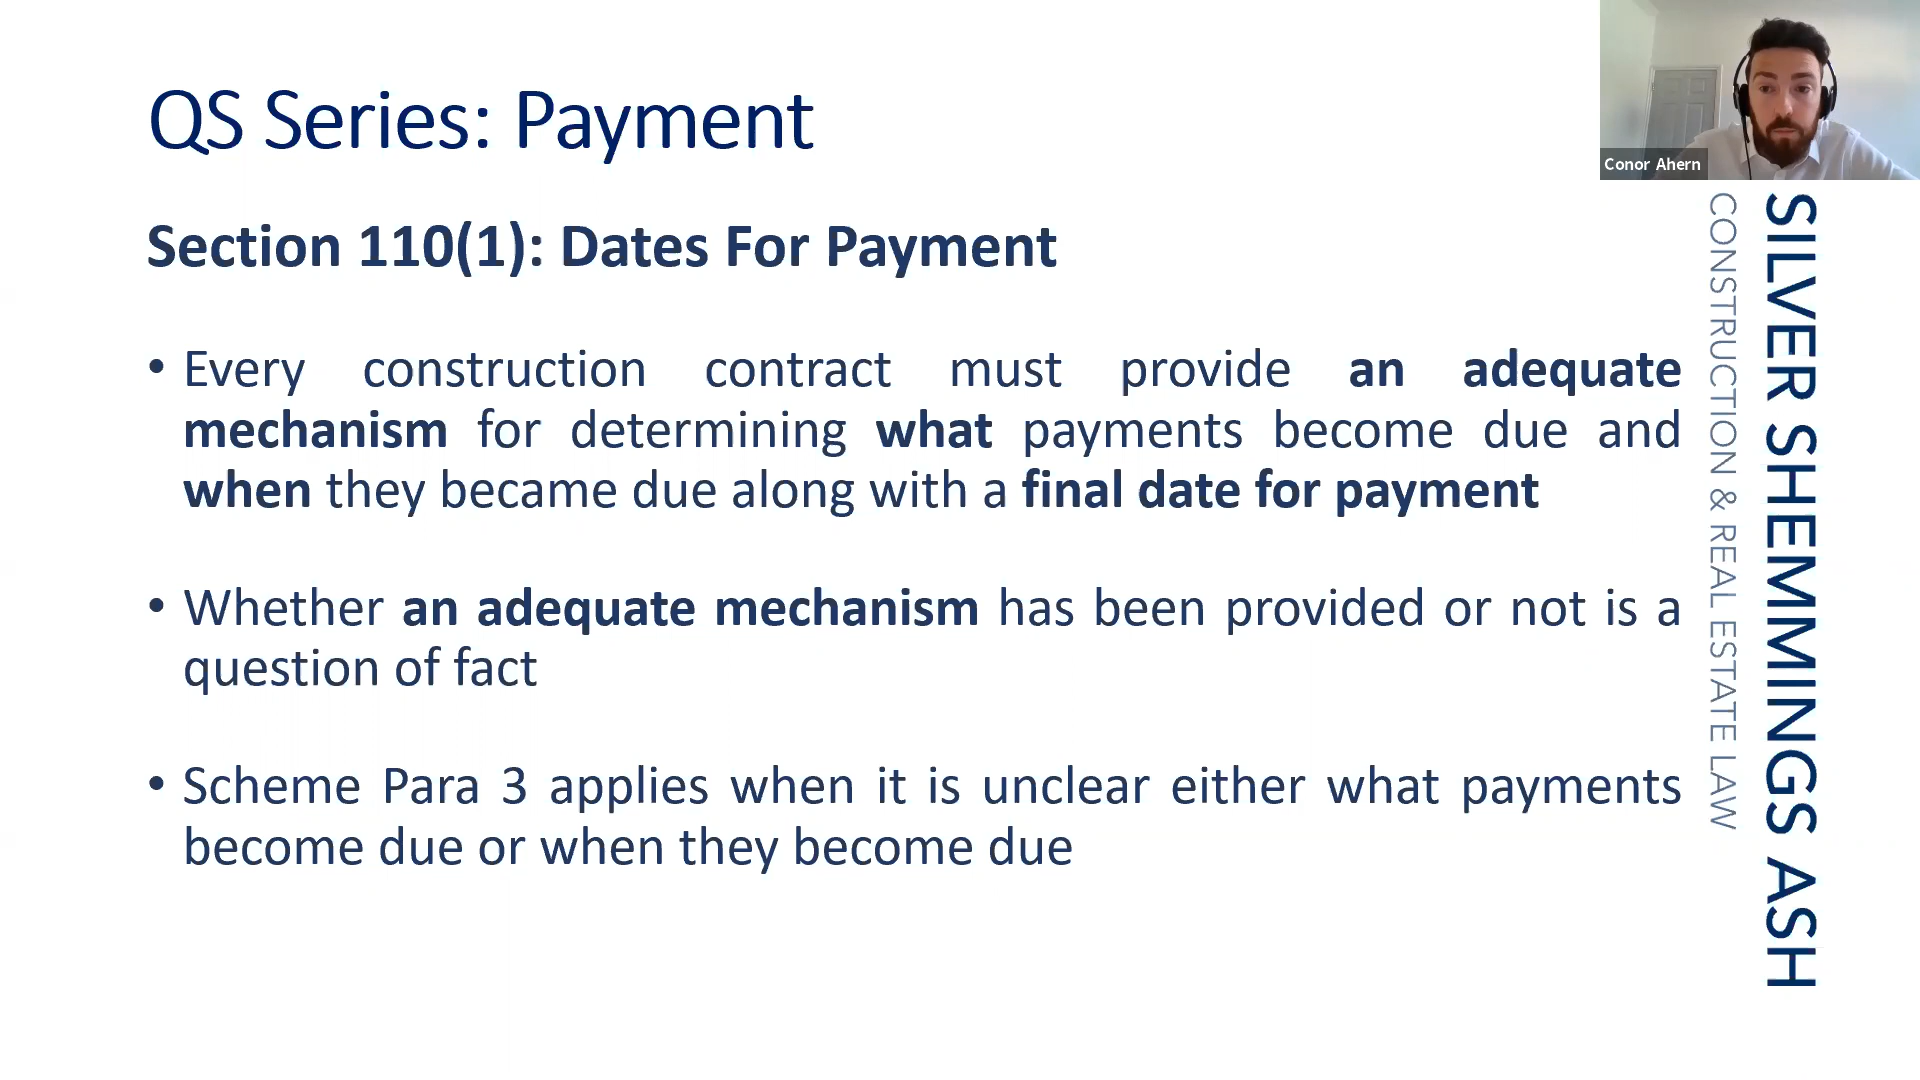 QS Series: Payment
Conor Ahern
Section 110(1): Dates For Payment
• Every construction contract must provide an adequate
mechanism for determining what payments become due and
when they became due along with a final date for payment
• Whether an adequate mechanism has been provided or not is a
question of fact
• Scheme Para 3 applies when it is unclear either what payments
become due or when they become due
SILVER SHEMMINGS ASH
CONSTRUCTION & REAL ESTATE LAW